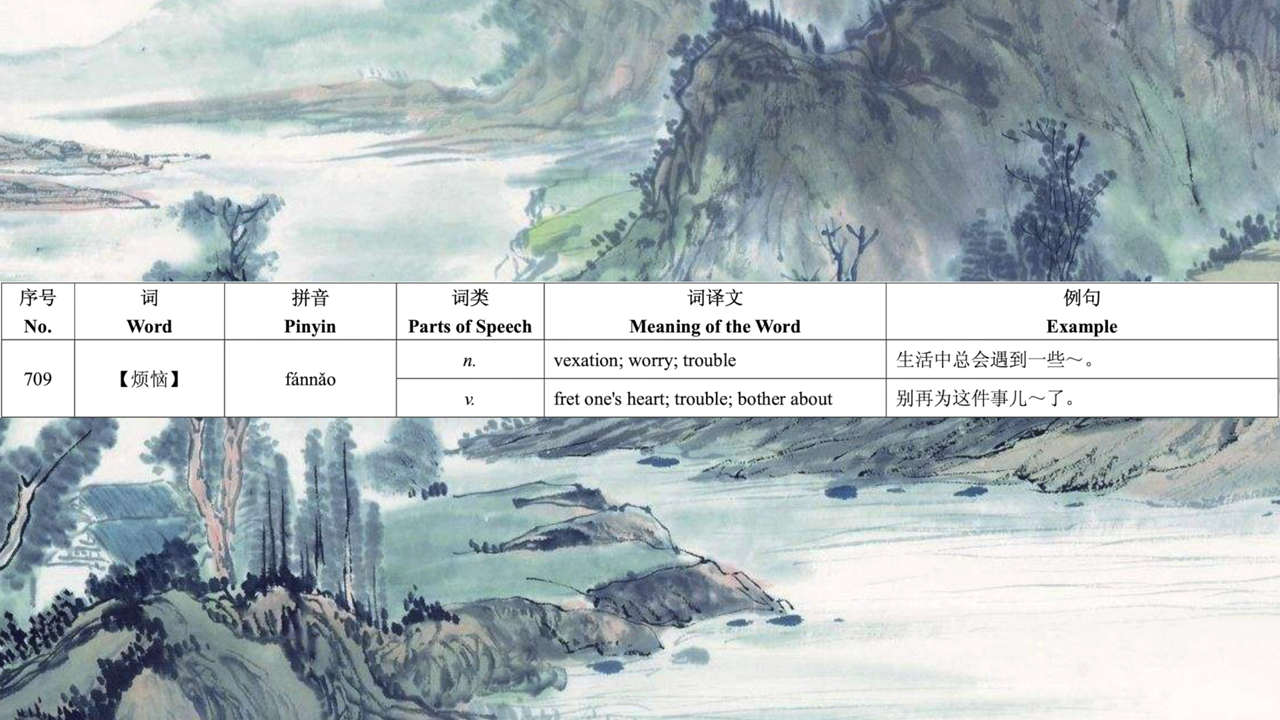 序号 词 拼音 词类 词译文 例句
No. Word Pinyin Parts of Speech Meaning of the Word Example
709 【烦恼】 fánnǎo n. vexation; worry; trouble 生活中总会遇到一些～。
v. fret one's heart; trouble; bother about 别再为这件事儿～了。